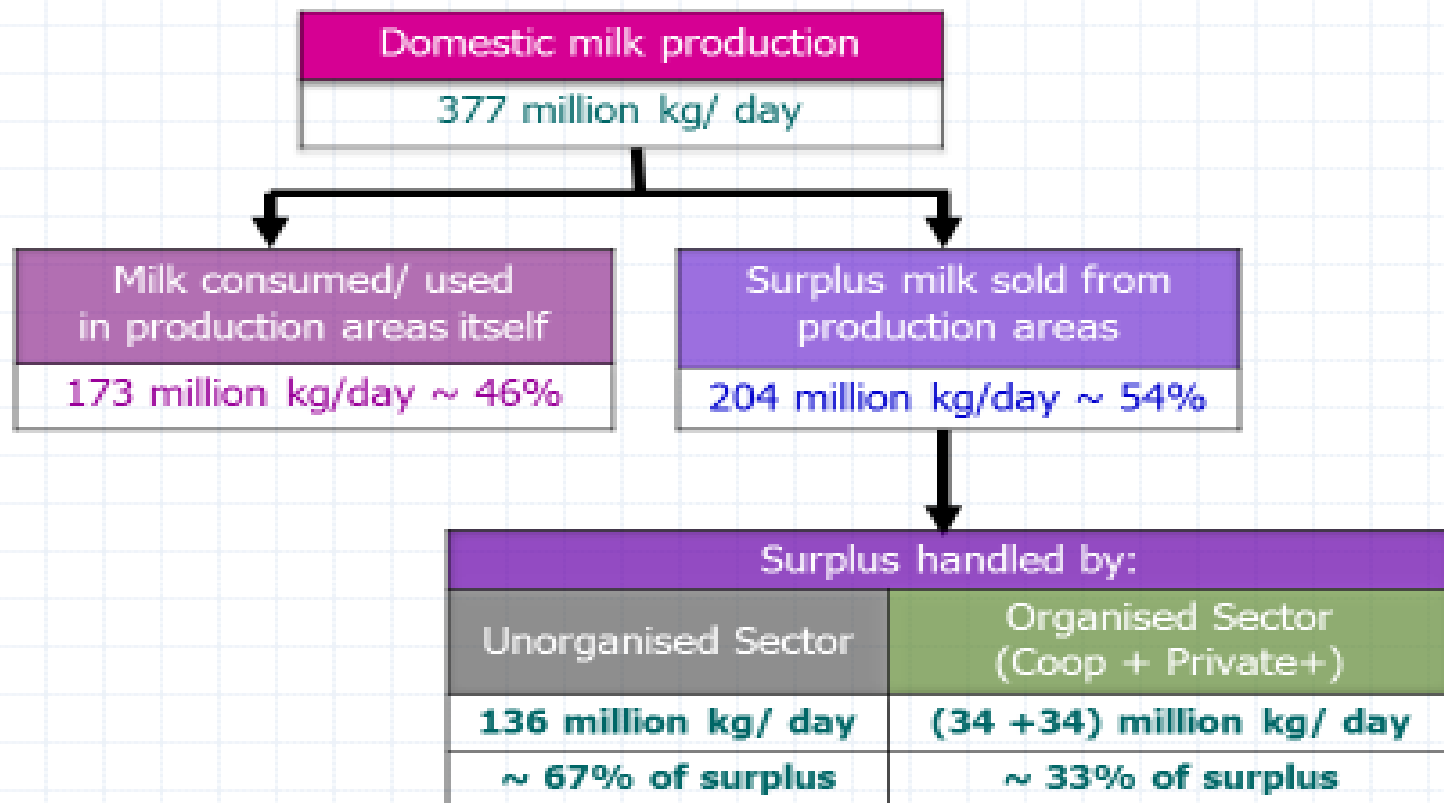 Domestic milk production
377 million kg/ day
Milk consumed/ used
in production areas itself
173 million kg/day ~ 46%
Surplus milk sold from
production areas
204 million kg/day ~ 54%
Surplus handled by:
Unorganised Sector
Organised Sector
(Coop + Private+)
136 million kg/ day
(34 +34) million kg/ day
~ 67% of surplus
~ 33% of surplus